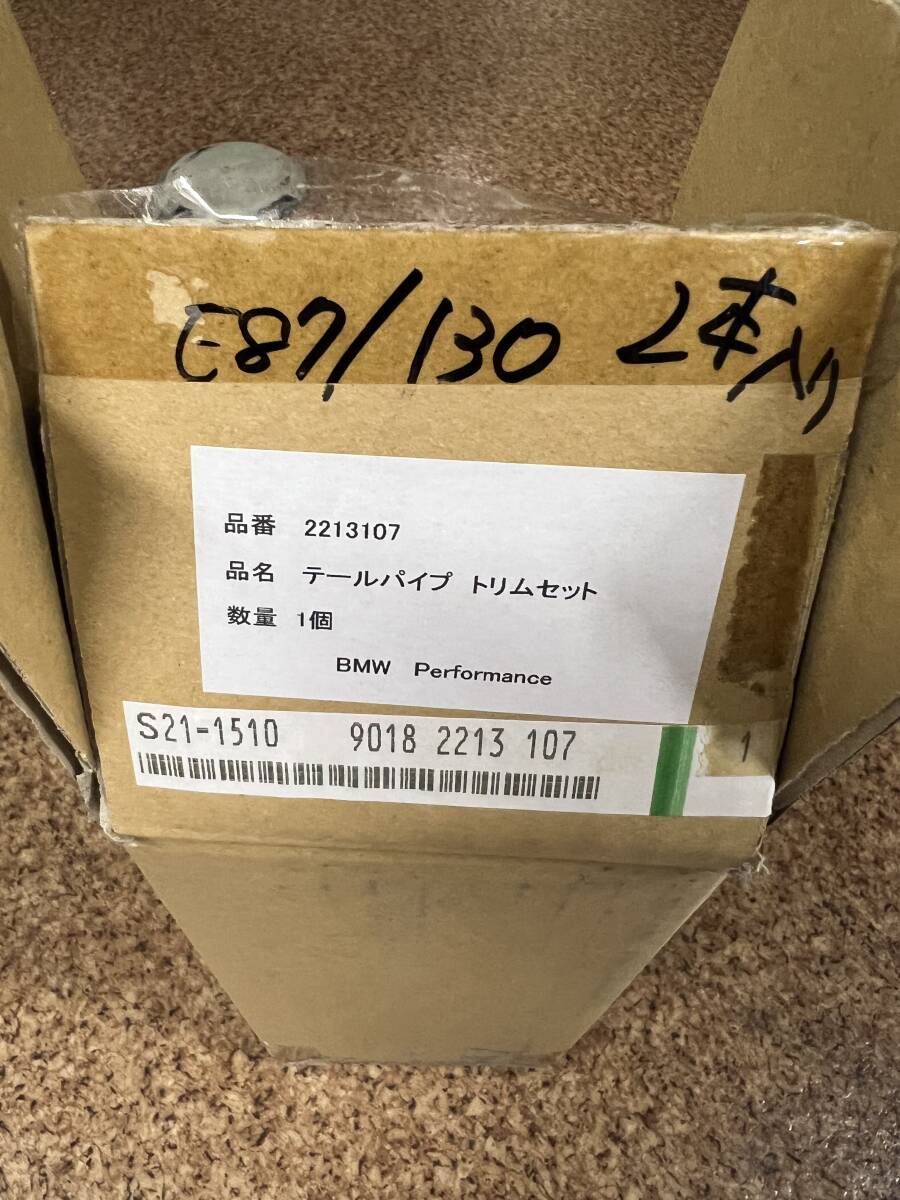 E87/130 2本入り
品番 2213107
品名 テールパイプ トリムセット
数量 1個
BMW Performance
S21-1510 9018 2213 107 1